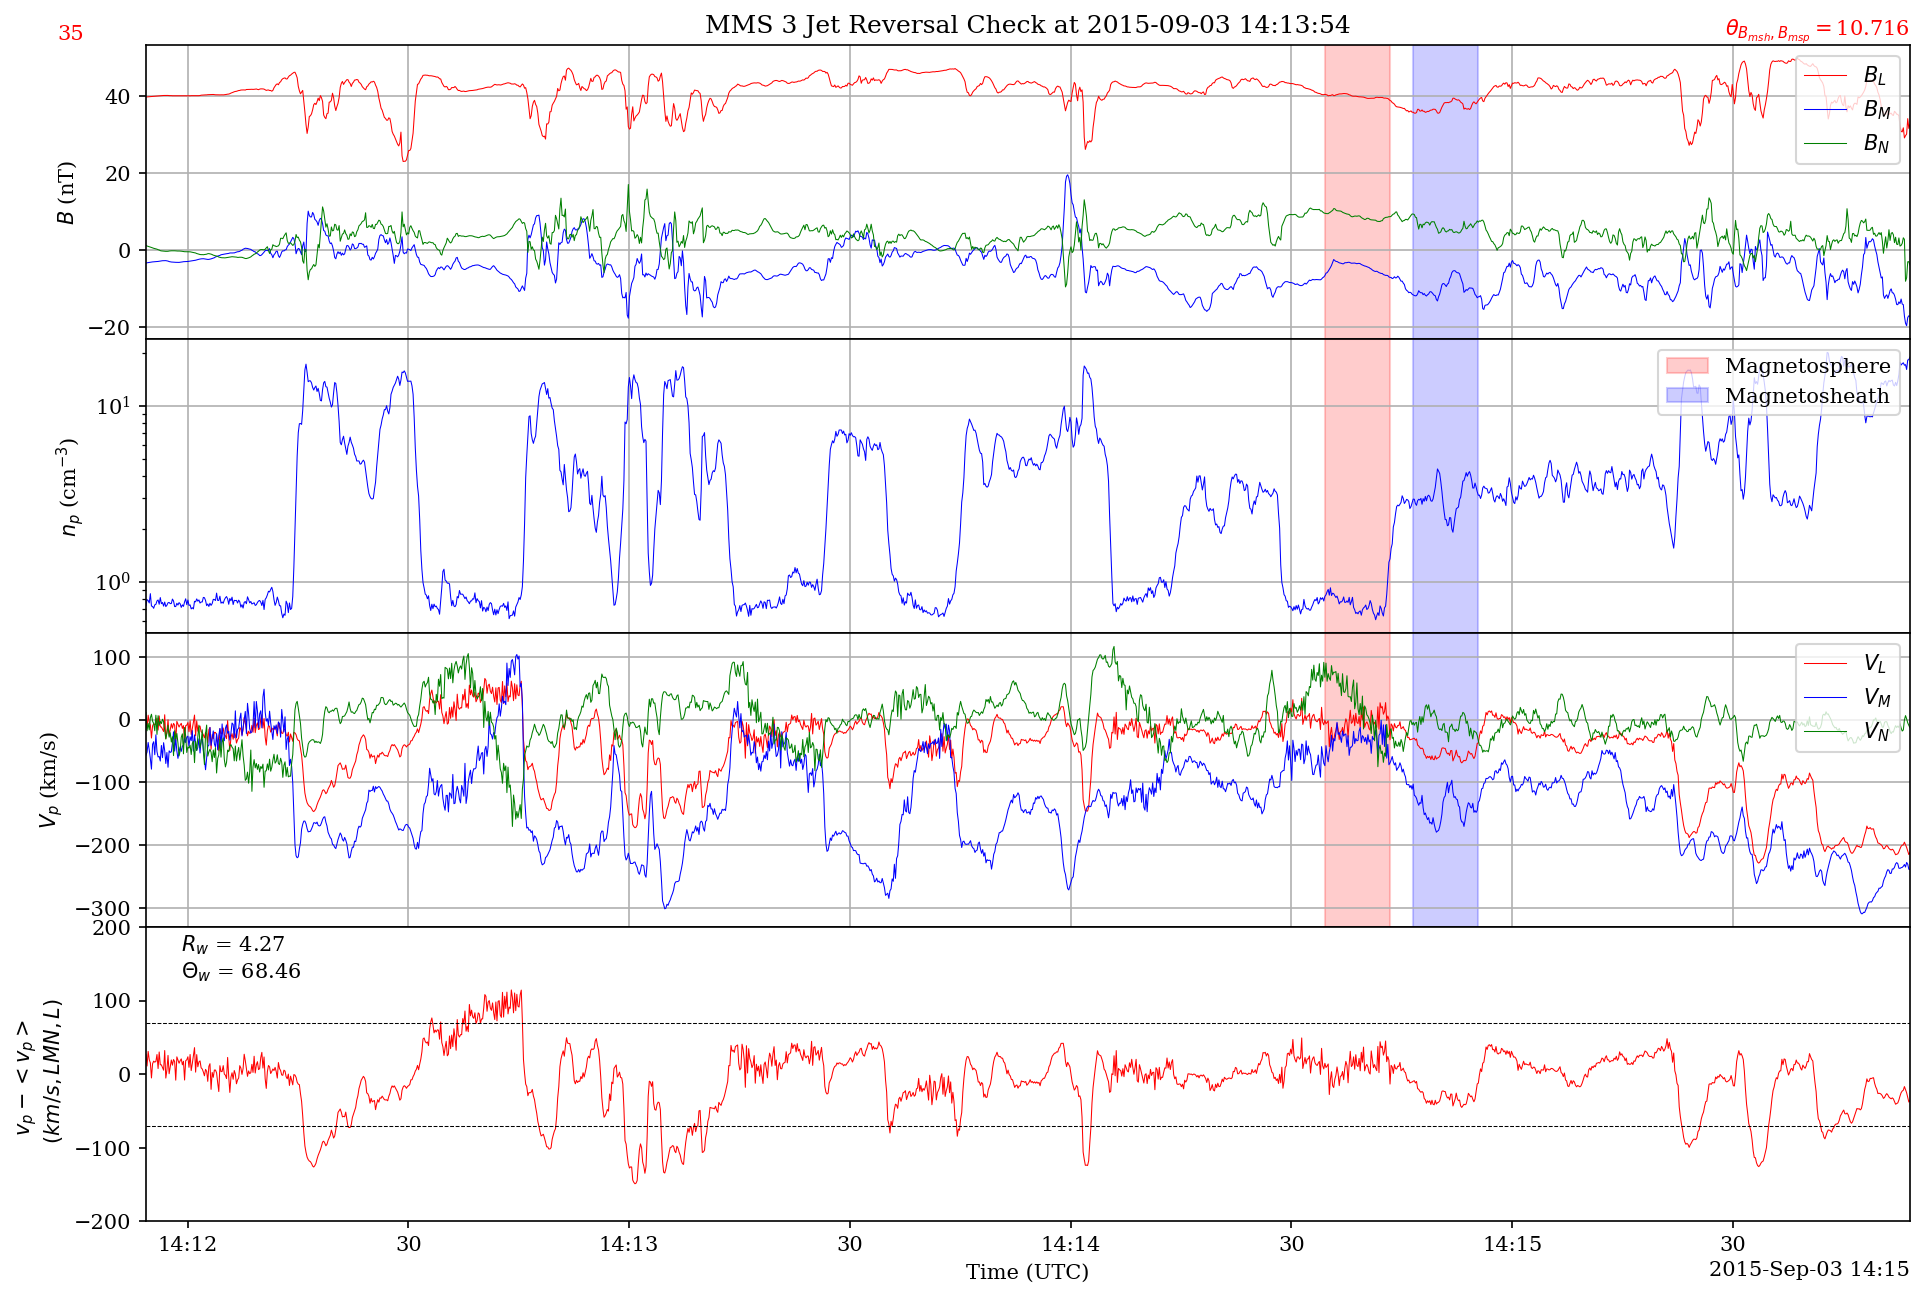 MMS 3 Jet Reversal Check at 2015-09-03 14:13:54
35
θ_{B_{msh}, B_{msp}} = 10.716
B (nT)
40
20
0
−20
B_L
B_M
B_N
n_p (cm^{−3})
10^1
10^0
Magnetosphere
Magnetosheath
V_p (km/s)
100
0
−100
−200
−300
V_L
V_M
V_N
v_p − < v_p >
(km/s, LMN, L)
200
100
0
−100
−200
R_w = 4.27
Θ_w = 68.46
14:12
30
14:13
30
14:14
30
14:15
30
Time (UTC)
2015-Sep-03 14:15